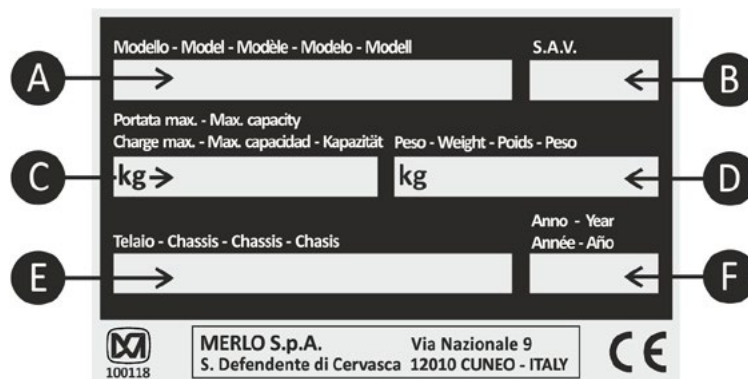 Modello - Model - Modèle - Modelo - Modell
S.A.V.
A
B
Portata max. - Max. capacity
Charge max. - Max. capacidad - Kapazität
Peso - Weight - Poids - Peso
C
kg
kg
D
Anno - Year
Telaio - Chassis - Chassis - Chasis
Année - Año
E
F
MERLO S.p.A.
Via Nazionale 9
S. Defendente di Cervasca
12010 CUNEO - ITALY
CE
100118